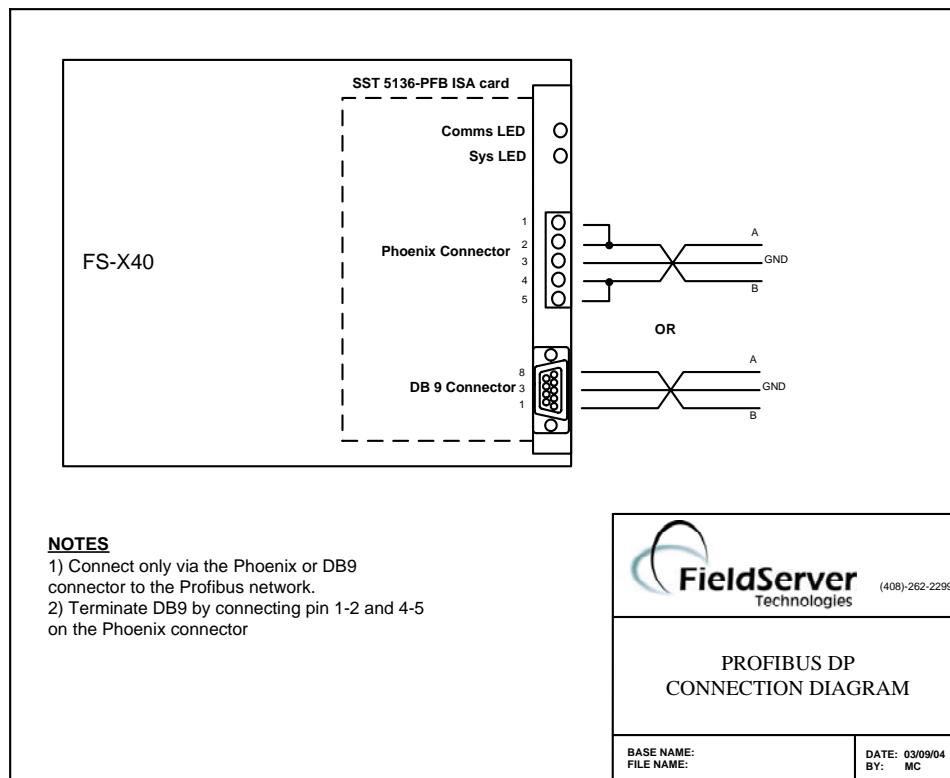 SST 5136-PFB ISA card
Comms LED
Sys LED
FS-X40
Phoenix Connector
1
2
3
4
5
A
GND
B
OR
DB 9 Connector
8
3
1
A
GND
B
NOTES
1) Connect only via the Phoenix or DB9
connector to the Profibus network.
2) Terminate DB9 by connecting pin 1-2 and 4-5
on the Phoenix connector
FieldServer
Technologies
(408)-262-2299
PROFIBUS DP
CONNECTION DIAGRAM
BASE NAME:
FILE NAME:
DATE: 03/09/04
BY: MC